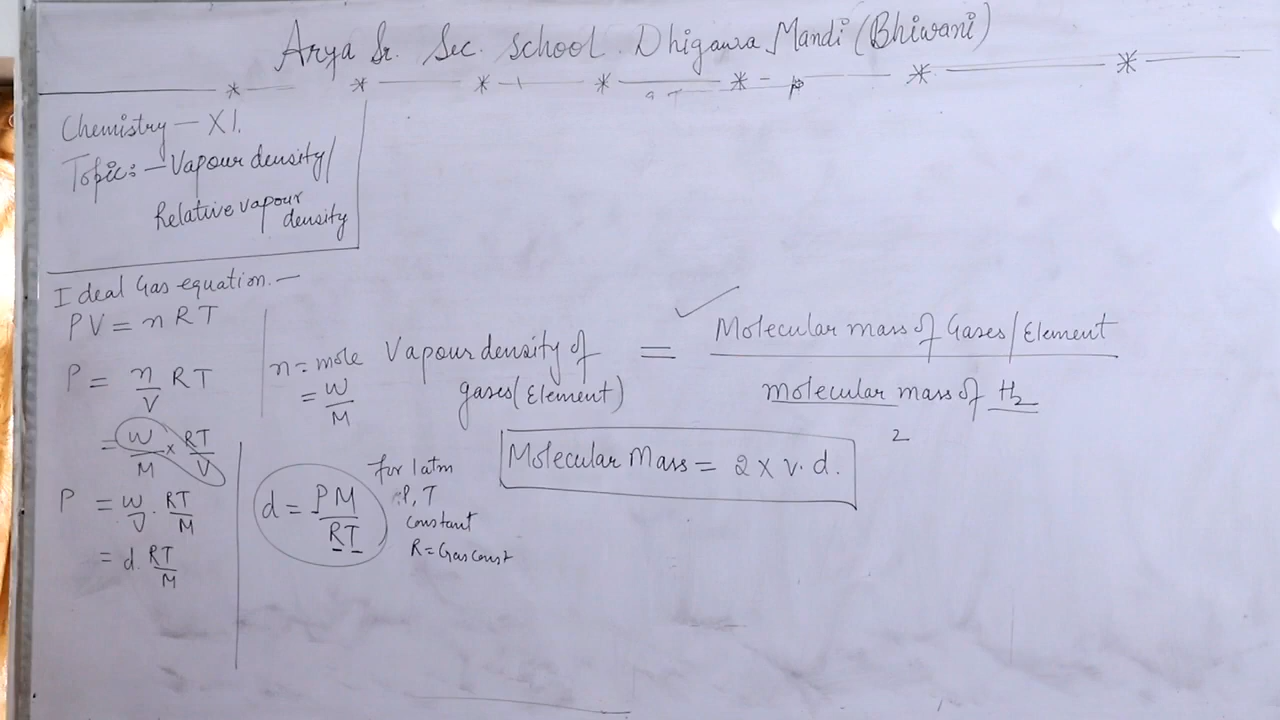 Arya Sr. Sec. School. Dhigawa Mandi (Bhiwani)
Chemistry – XI.
Topic: – Vapour density/
Relative vapour
density
Ideal Gas equation. –
PV = nRT
P = n/V RT
= W/M × RT/V
P = W/V . RT/M
= d. RT/M
n = mole
= W/M
d = PM/RT
for 1 atm
P, T
constant
R = Gas const
Vapour density of gases (Element) = Molecular mass of Gases/Element / molecular mass of H2
2
Molecular Mass = 2 × v. d.